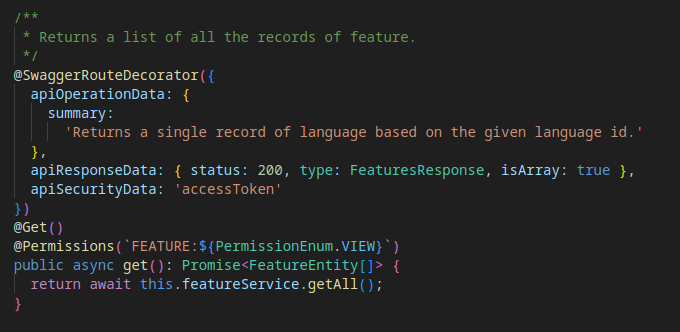 /**
 * Returns a list of all the records of feature.
 */
@SwaggerRouteDecorator({
  apiOperationData: {
    summary:
      'Returns a single record of language based on the given language id.'
  },
  apiResponseData: { status: 200, type: FeaturesResponse, isArray: true },
  apiSecurityData: 'accessToken'
})
@Get()
@Permissions(`FEATURE:${PermissionEnum.VIEW}`)
public async get(): Promise<FeatureEntity[]> {
  return await this.featureService.getAll();
}